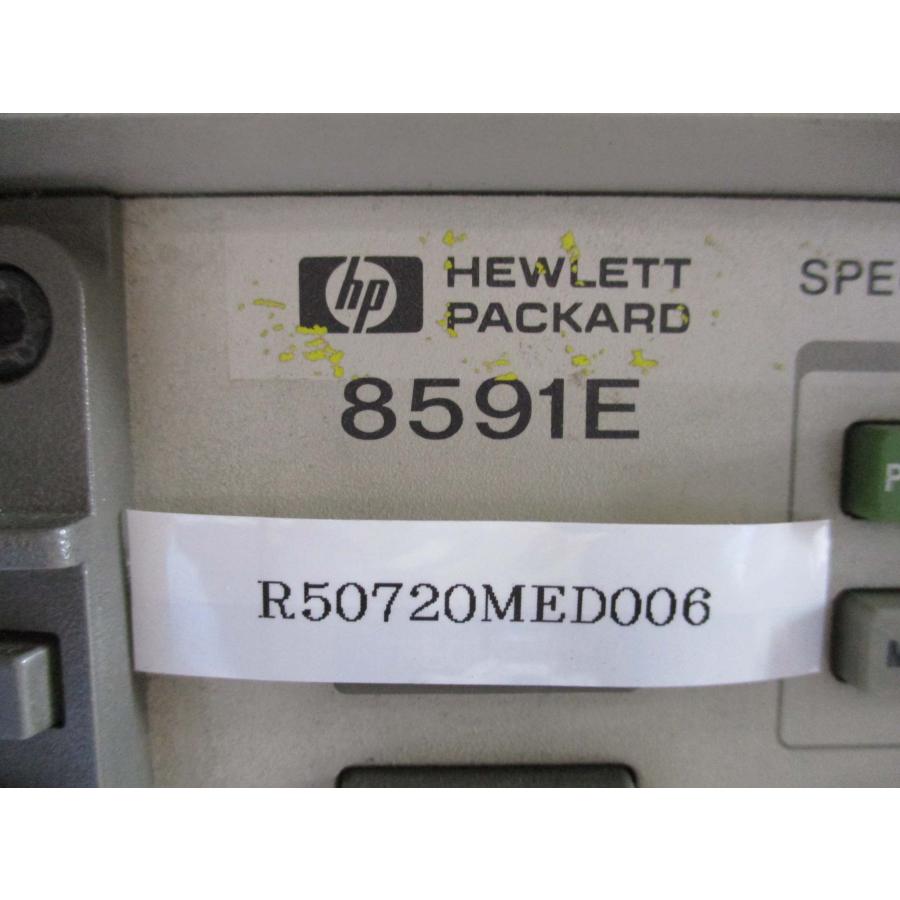 hp HEWLETT
PACKARD
8591E
SPE
R50720MED006
P